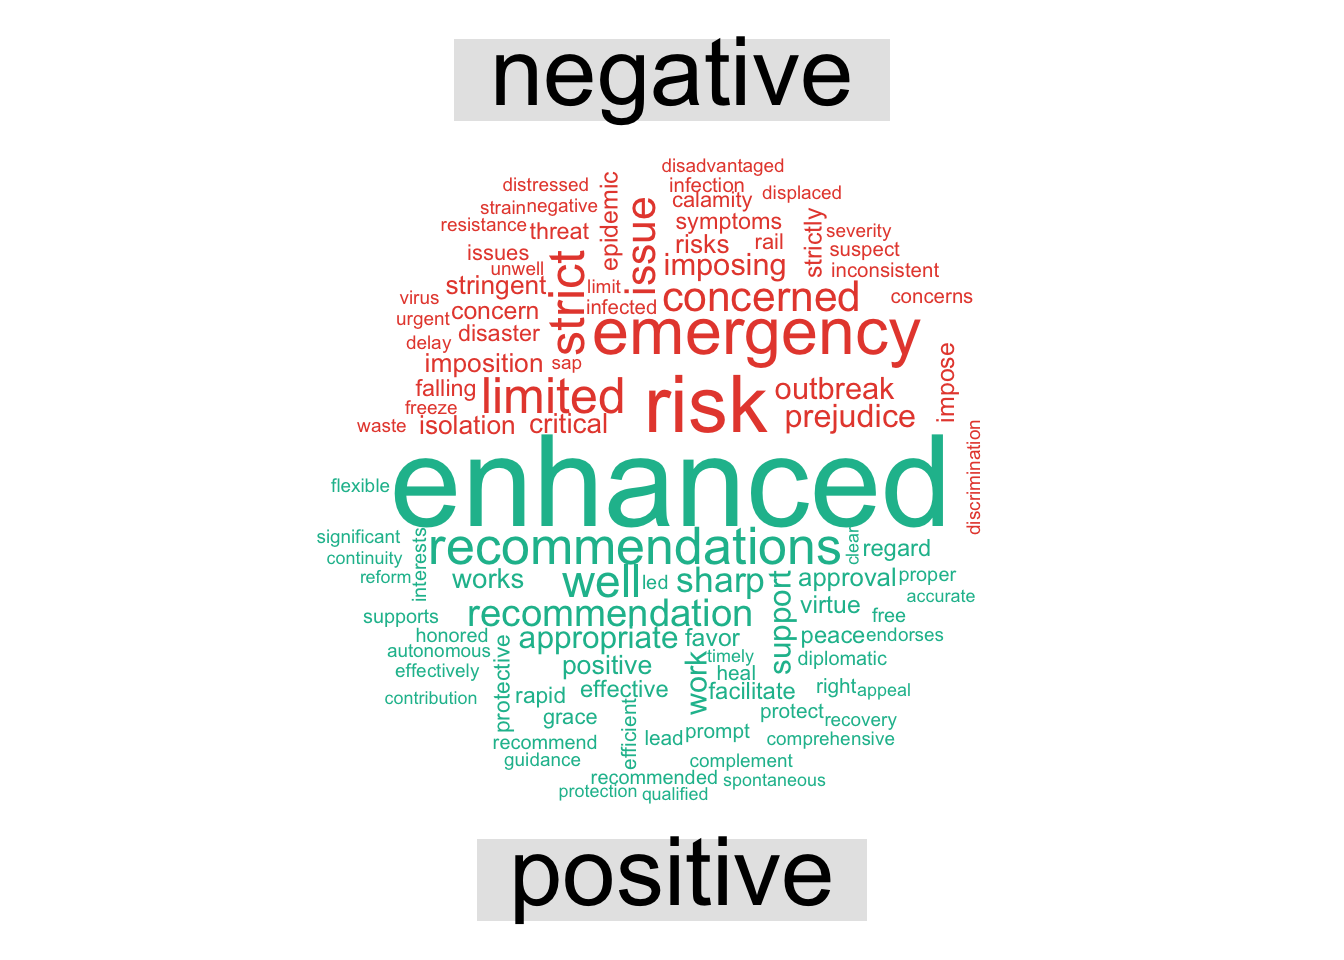 negative
disadvantaged
distressed
epidemic
infection
displaced
strain
negative
issue
calamity
resistance
threat
symptoms
strictly
severity
issues
risks
rail
suspect
unwell
strict
imposing
inconsistent
stringent
limit
virus
concern
infected
concerned
concerns
urgent
disaster
emergency
delay
imposition
sap
impose
falling
limited
risk
outbreak
freeze
prejudice
waste
isolation
critical
discrimination
enhanced
flexible
significant
interests
recommendations
clear
regard
continuity
reform
works
well
led
sharp
support
approval
proper
accurate
supports
recommendation
virtue
free
honored
appropriate
favor
peace
endorses
autonomous
protective
positive
work
timely
diplomatic
effectively
heal
contribution
rapid
effective
facilitate
right
appeal
grace
efficient
protect
recovery
recommend
lead
prompt
comprehensive
guidance
complement
recommended
spontaneous
protection
qualified
positive